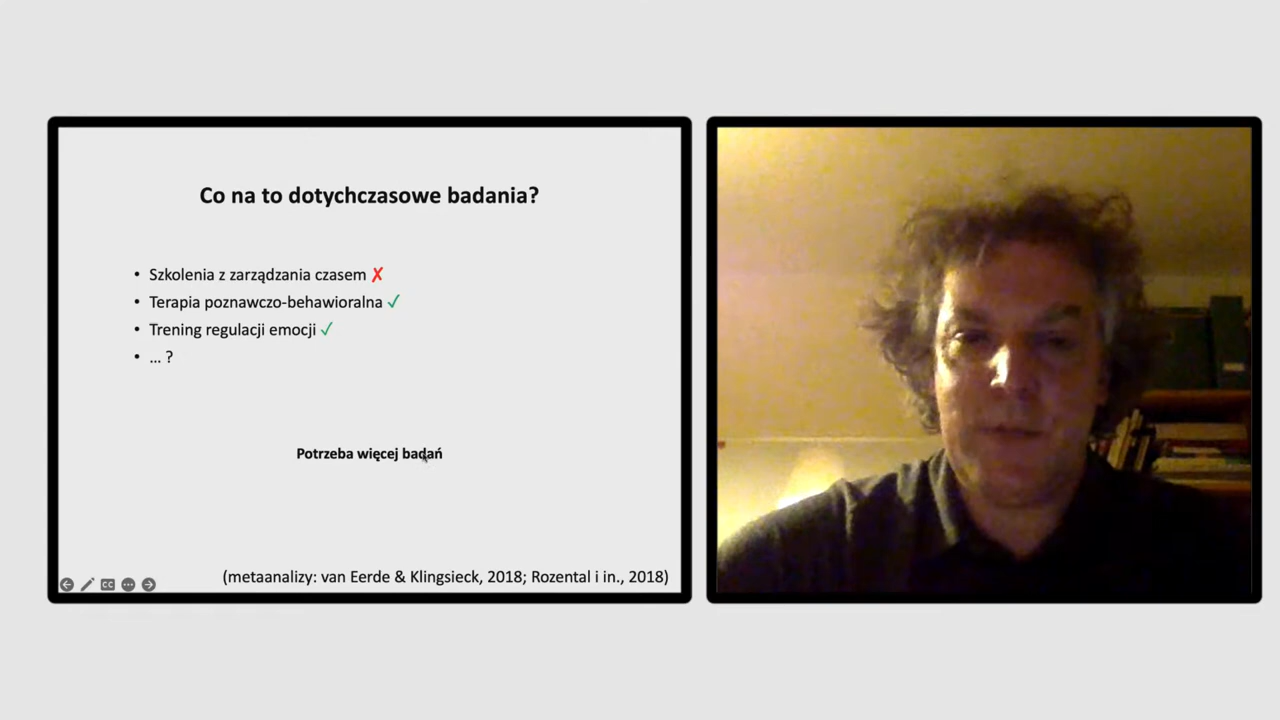 Co na to dotychczasowe badania?
• Szkolenia z zarządzania czasem ✗
• Terapia poznawczo-behawioralna ✓
• Trening regulacji emocji ✓
• ... ?
Potrzeba więcej badań
(metaanalizy: van Eerde & Klingsieck, 2018; Rozental i in., 2018)
CC